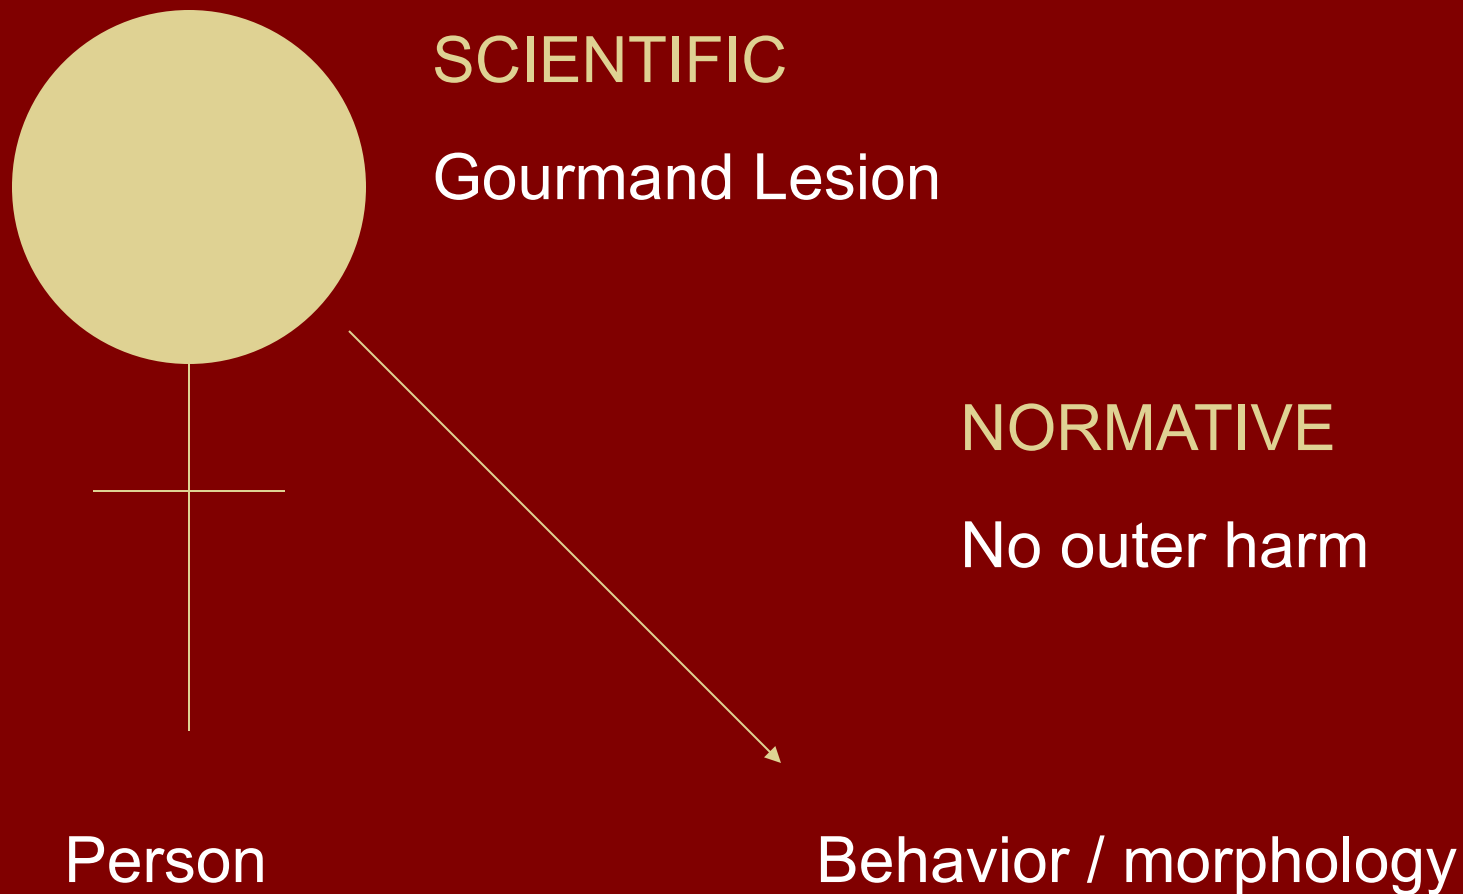 SCIENTIFIC
Gourmand Lesion
NORMATIVE
No outer harm
Person
Behavior / morphology